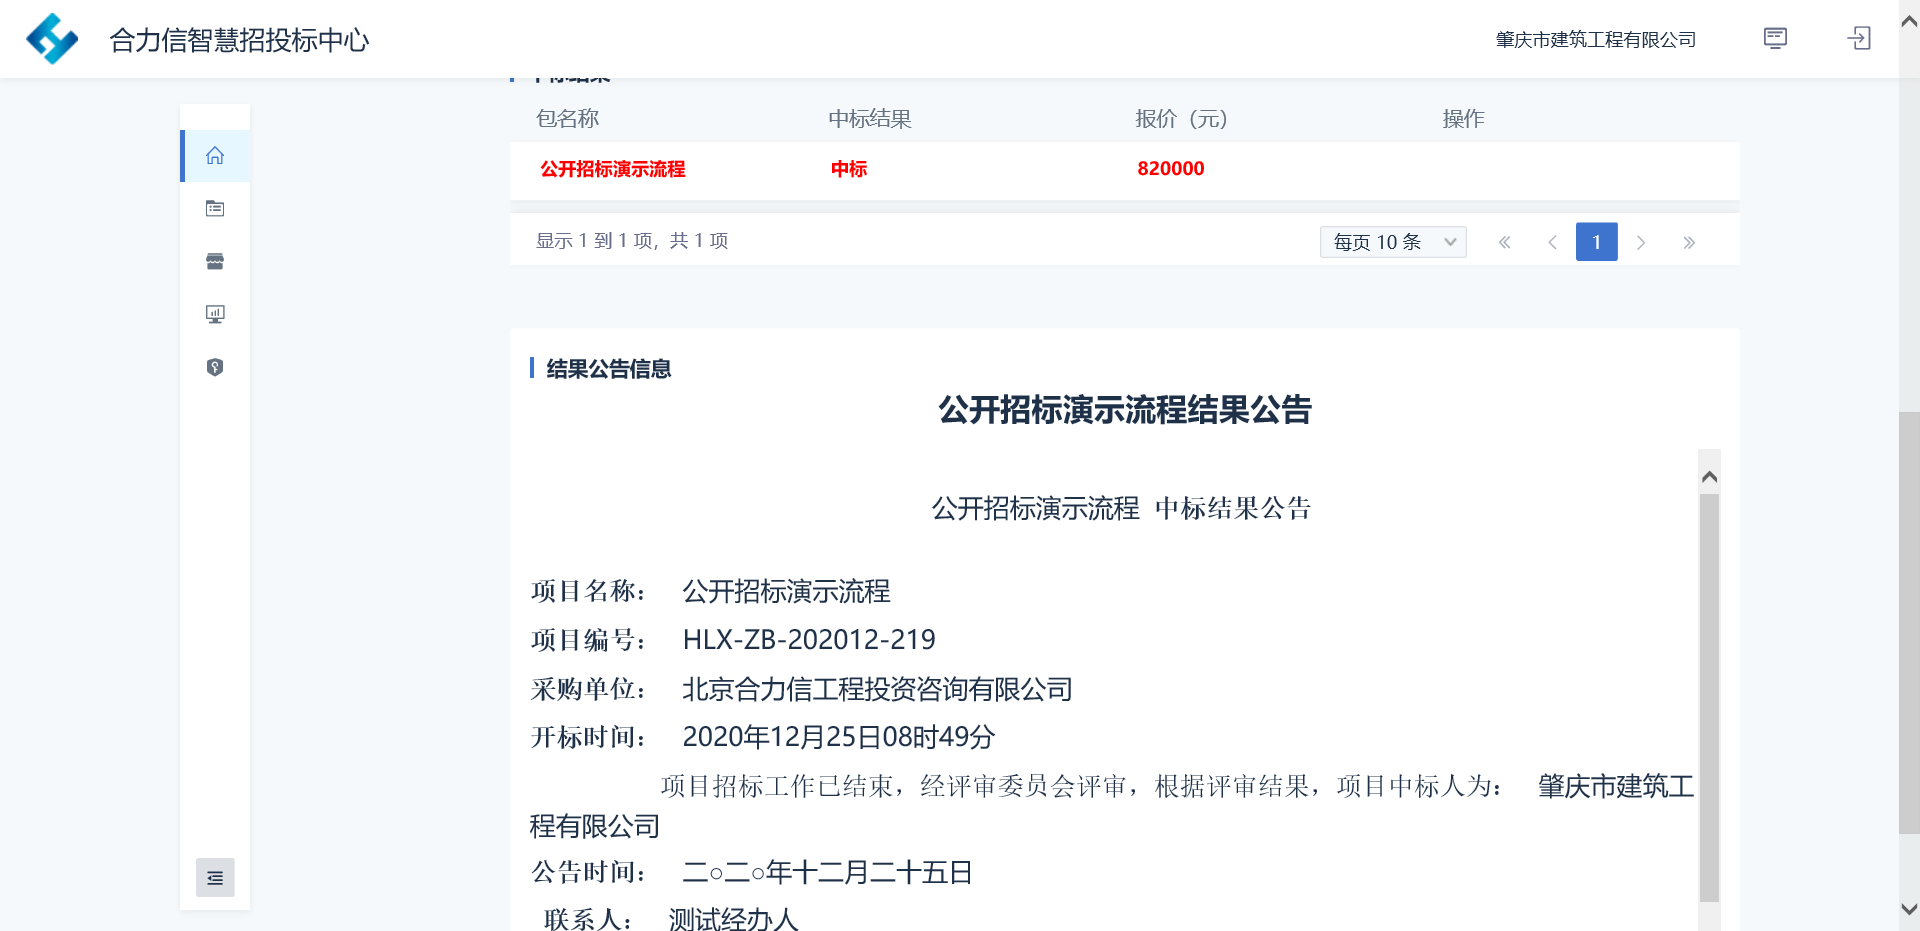 合力信智慧招投标中心
肇庆市建筑工程有限公司
中标结果
包名称 中标结果 报价（元） 操作
公开招标演示流程 中标 820000
显示 1 到 1 项，共 1 项
每页 10 条
1
结果公告信息
公开招标演示流程结果公告
公开招标演示流程 中标结果公告
项目名称： 公开招标演示流程
项目编号： HLX-ZB-202012-219
采购单位： 北京合力信工程投资咨询有限公司
开标时间： 2020年12月25日08时49分
项目招标工作已结束，经评审委员会评审，根据评审结果，项目中标人为： 肇庆市建筑工
程有限公司
公告时间： 二○二○年十二月二十五日
联系人： 测试经办人